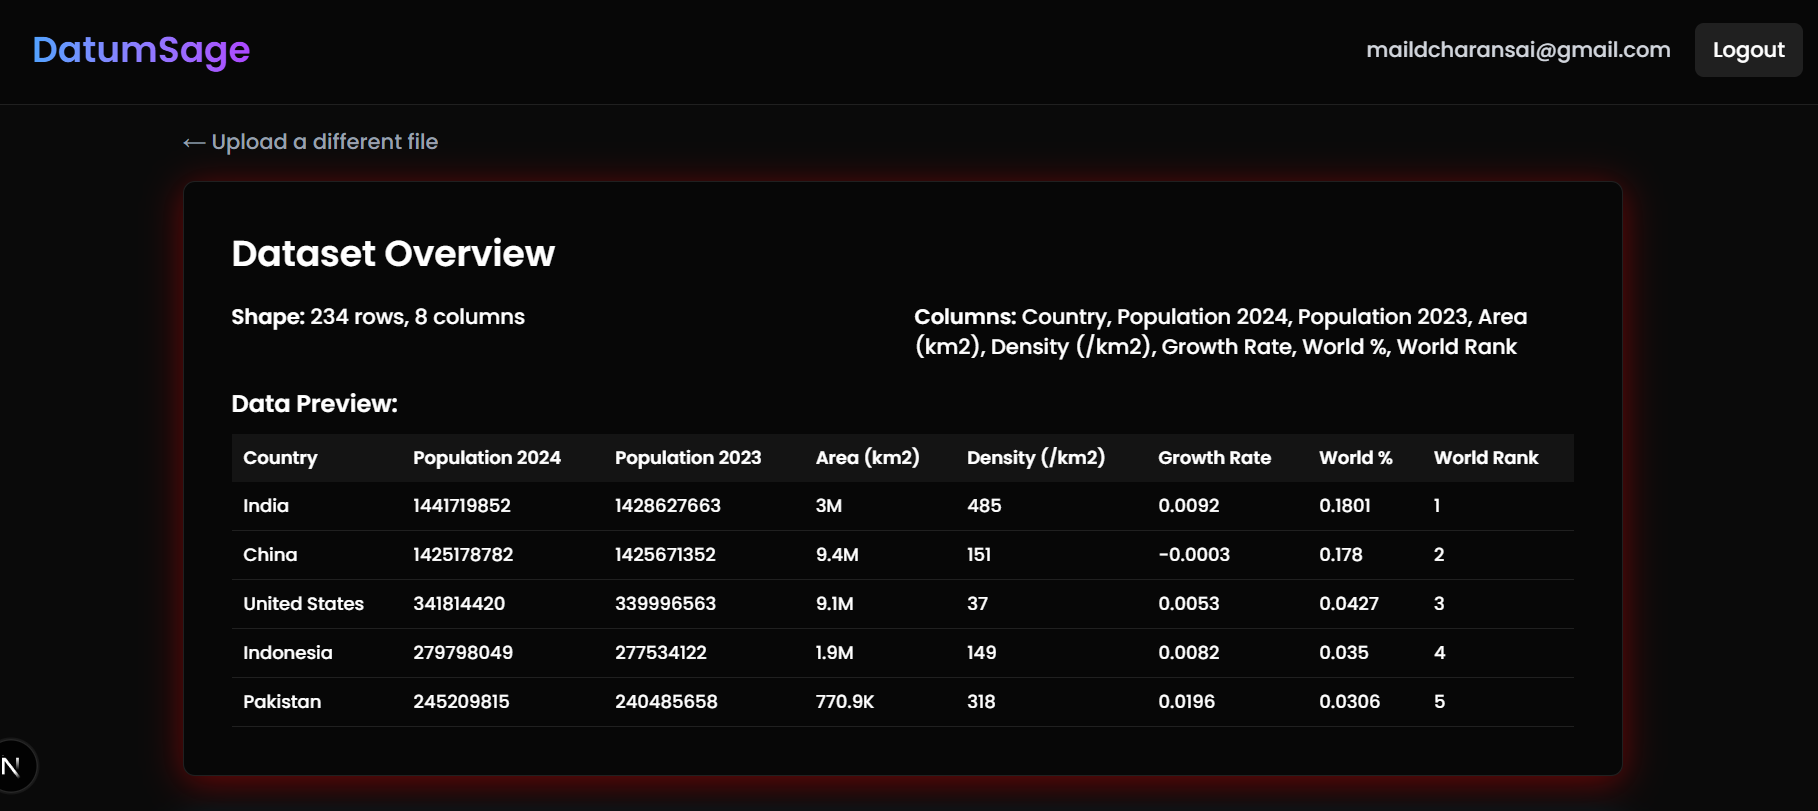 DatumSage
maildcharansai@gmail.com
Logout
← Upload a different file
Dataset Overview
Shape: 234 rows, 8 columns
Columns: Country, Population 2024, Population 2023, Area
(km2), Density (/km2), Growth Rate, World %, World Rank
Data Preview:
Country Population 2024 Population 2023 Area (km2) Density (/km2) Growth Rate World % World Rank
India 1441719852 1428627663 3M 485 0.0092 0.1801 1
China 1425178782 1425671352 9.4M 151 -0.0003 0.178 2
United States 341814420 339996563 9.1M 37 0.0053 0.0427 3
Indonesia 279798049 277534122 1.9M 149 0.0082 0.035 4
Pakistan 245209815 240485658 770.9K 318 0.0196 0.0306 5
N